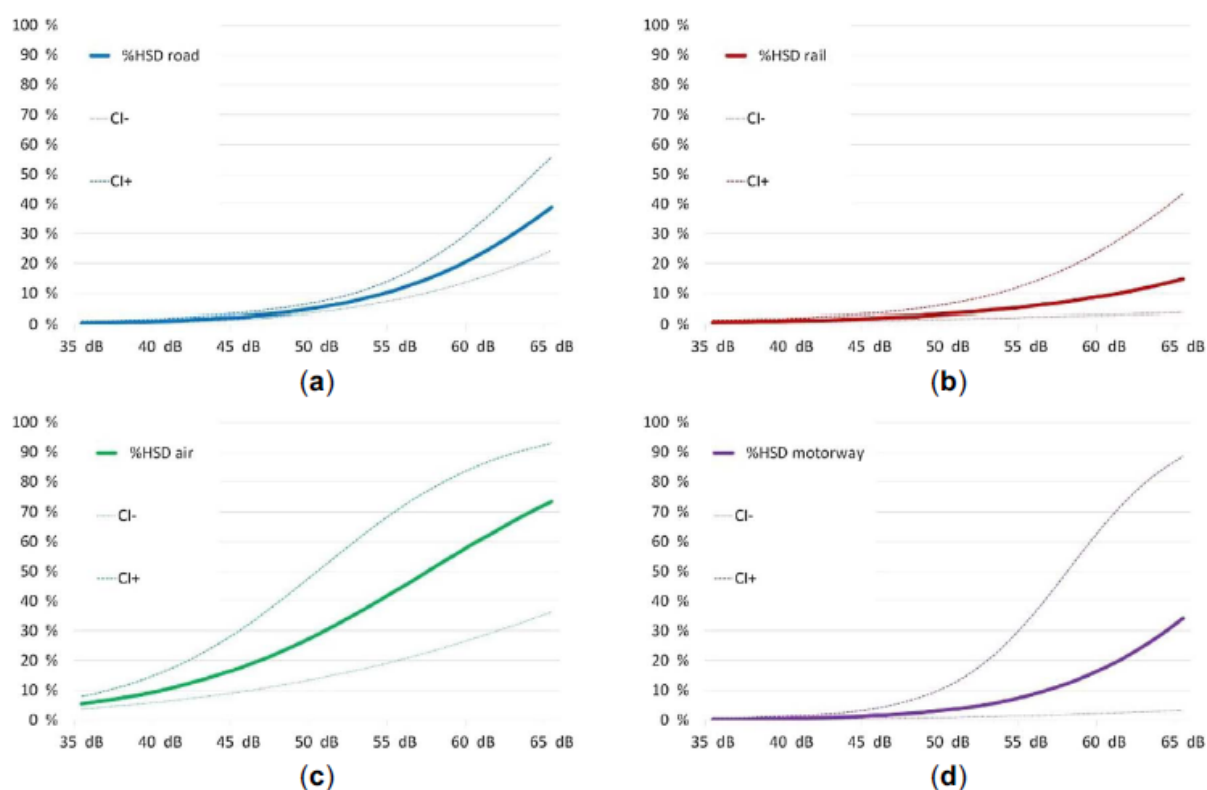 100 %
90 %
80 %
70 %
60 %
50 %
40 %
30 %
20 %
10 %
0 %
%HSD road
CI-
CI+
35 dB 40 dB 45 dB 50 dB 55 dB 60 dB 65 dB
(a)
100 %
90 %
80 %
70 %
60 %
50 %
40 %
30 %
20 %
10 %
0 %
%HSD rail
CI-
CI+
35 dB 40 dB 45 dB 50 dB 55 dB 60 dB 65 dB
(b)
100 %
90 %
80 %
70 %
60 %
50 %
40 %
30 %
20 %
10 %
0 %
%HSD air
CI-
CI+
35 dB 40 dB 45 dB 50 dB 55 dB 60 dB 65 dB
(c)
100 %
90 %
80 %
70 %
60 %
50 %
40 %
30 %
20 %
10 %
0 %
%HSD motorway
CI-
CI+
35 dB 40 dB 45 dB 50 dB 55 dB 60 dB 65 dB
(d)